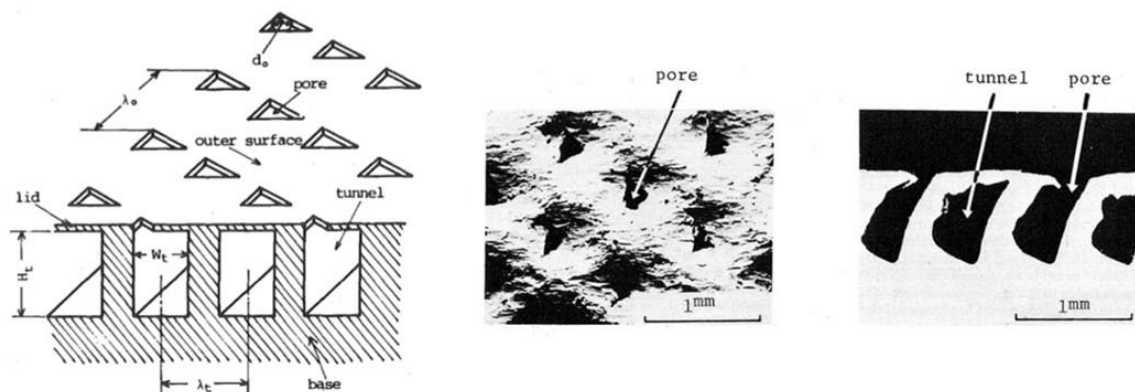 d₀
pore
λ₀
outer surface
lid
tunnel
Hₜ
Wₜ
λₜ
base
pore
1mm
tunnel
pore
1mm